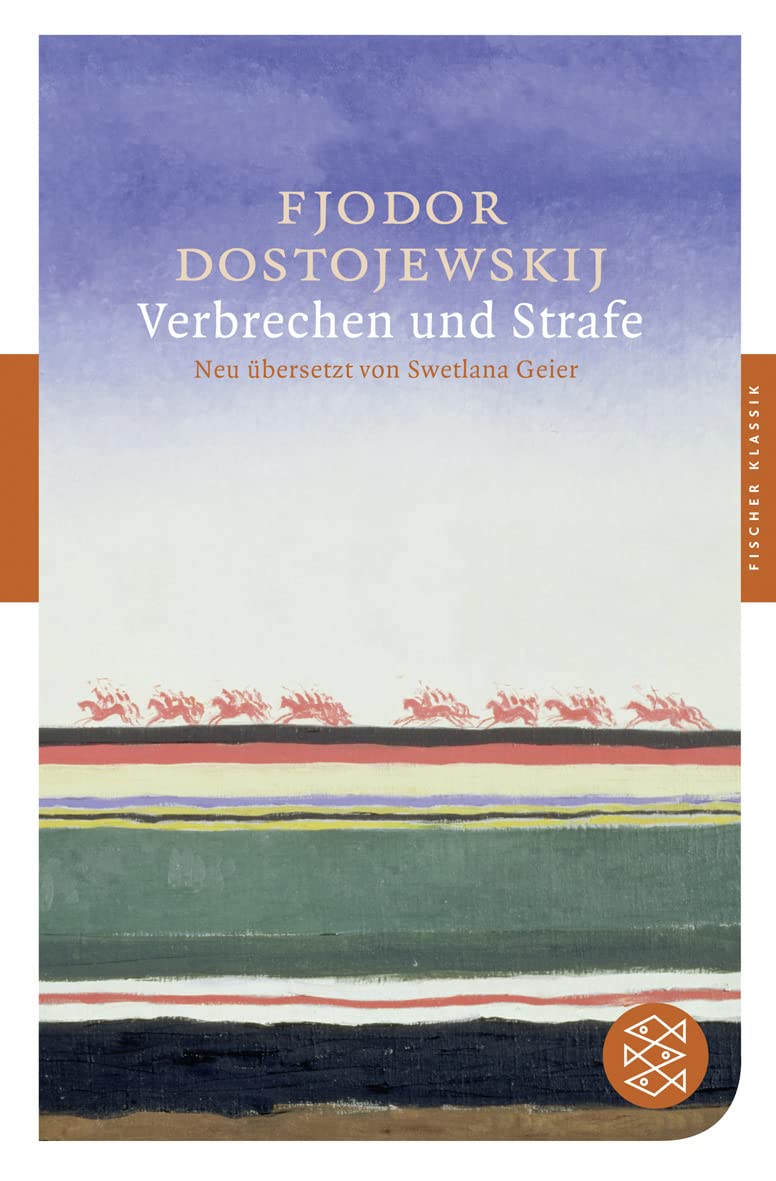 FJODOR
DOSTOJEWSKIJ
Verbrechen und Strafe
Neu übersetzt von Swetlana Geier
FISCHER KLASSIK